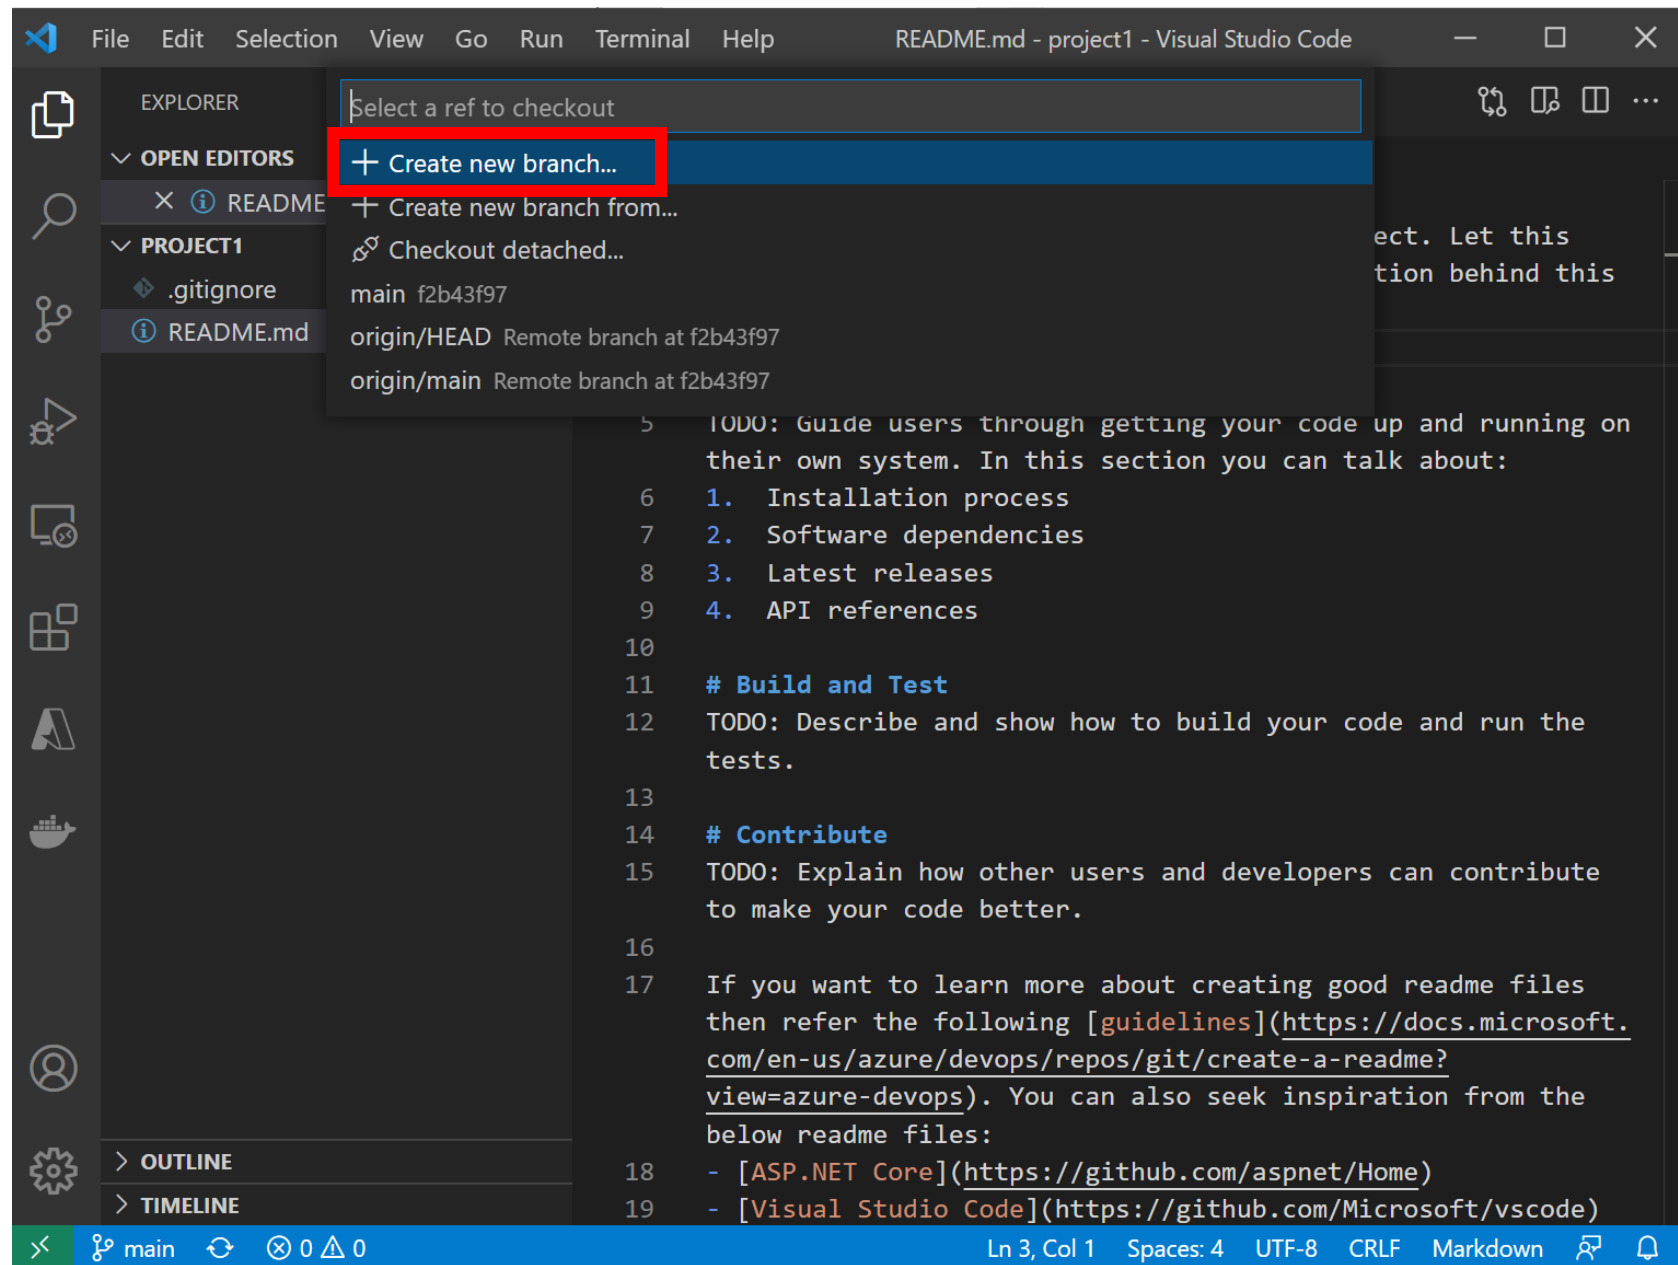 File Edit Selection View Go Run Terminal Help README.md - project1 - Visual Studio Code
EXPLORER
Select a ref to checkout
OPEN EDITORS
Create new branch...
README
Create new branch from...
PROJECT1
Checkout detached...
.gitignore
main f2b43f97
README.md
origin/HEAD Remote branch at f2b43f97
origin/main Remote branch at f2b43f97
ect. Let this
tion behind this
5 TODO: Guide users through getting your code up and running on
their own system. In this section you can talk about:
6 1. Installation process
7 2. Software dependencies
8 3. Latest releases
9 4. API references
10
11 # Build and Test
12 TODO: Describe and show how to build your code and run the
tests.
13
14 # Contribute
15 TODO: Explain how other users and developers can contribute
to make your code better.
16
17 If you want to learn more about creating good readme files
then refer the following [guidelines](https://docs.microsoft.
com/en-us/azure/devops/repos/git/create-a-readme?
view=azure-devops). You can also seek inspiration from the
below readme files:
18 - [ASP.NET Core](https://github.com/aspnet/Home)
19 - [Visual Studio Code](https://github.com/Microsoft/vscode)
OUTLINE
TIMELINE
main 0 0 Ln 3, Col 1 Spaces: 4 UTF-8 CRLF Markdown